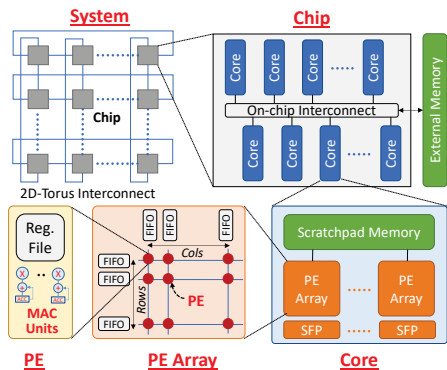 System
Chip
Chip
2D-Torus Interconnect
Core
Core
Core
Core
On-chip Interconnect
Core
Core
Core
Core
External Memory
Reg.
File
X
X
+
+
ACC
ACC
MAC
Units
PE
FIFO
FIFO
FIFO
FIFO
FIFO
FIFO
Cols
Rows
PE
PE Array
Scratchpad Memory
PE
Array
PE
Array
SFP
SFP
Core